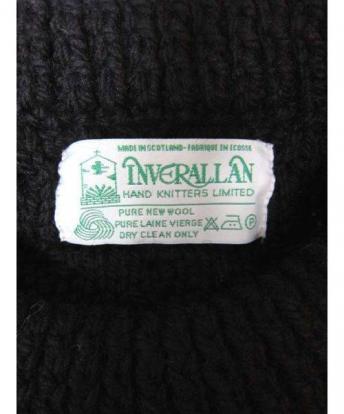 MADE IN SCOTLAND-FABRIQUE EN ECOSSE
INVERALLAN
HAND KNITTERS LIMITED
PURE NEW WOOL
PURE LAINE VIERGE
DRY CLEAN ONLY
P